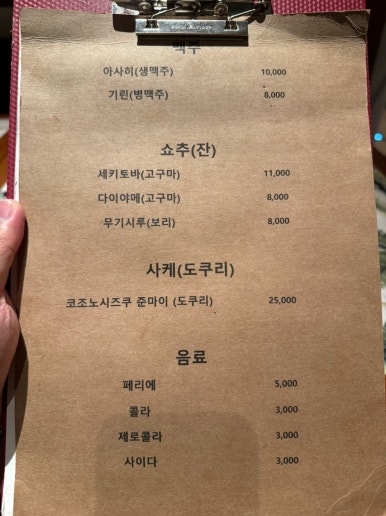 맥주
아사히(생맥주) 10,000
기린(병맥주) 8,000
쇼추(잔)
세키토바(고구마) 11,000
다이야메(고구마) 8,000
무기시루(보리) 8,000
사케(도쿠리)
코조노시즈쿠 준마이 (도쿠리) 25,000
음료
페리에 5,000
콜라 3,000
제로콜라 3,000
사이다 3,000